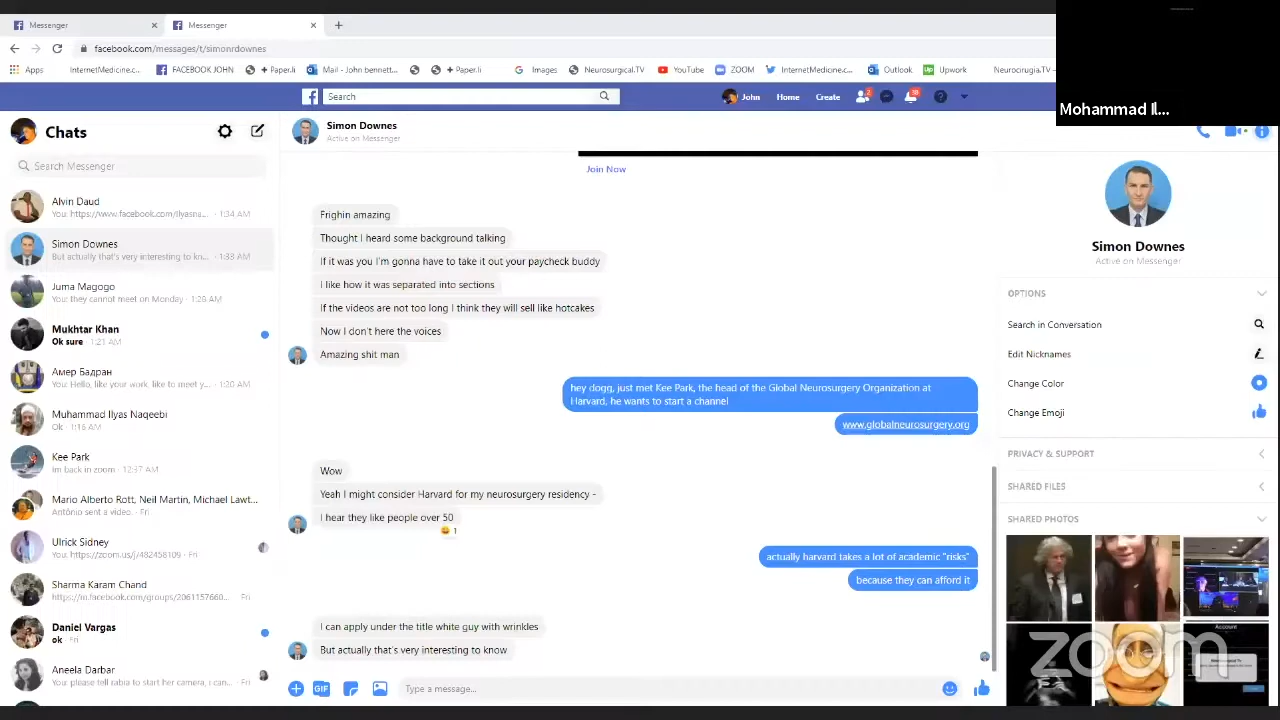 Messenger
Messenger
facebook.com/messages/t/simonrdownes
Apps
InternetMedicine.c...
FACEBOOK JOHN
+ Paper.li
Mail - John bennett...
+ Paper.li
Images
Neurosurgical.TV
YouTube
ZOOM
InternetMedicine.c...
Outlook
Upwork
Neurocirugia.TV –
Mohammad Il...
Search
John
Home
Create
2
38
Chats
Search Messenger
Alvin Daud
You: https://www.facebook.com/ilyasna... · 1:34 AM
Simon Downes
But actually that's very interesting to kn... · 1:33 AM
Juma Magogo
You: they cannot meet on Monday · 1:26 AM
Mukhtar Khan
Ok sure · 1:21 AM
Амер Бадран
You: Hello, like your work, like to meet y... · 1:20 AM
Muhammad Ilyas Naqeebi
Ok · 1:16 AM
Kee Park
Im back in zoom · 12:37 AM
Mario Alberto Rott, Neil Martin, Michael Lawt...
António sent a video. · Fri
Ulrick Sidney
You: https://zoom.us/j/482458109 · Fri
Sharma Karam Chand
https://m.facebook.com/groups/2061157660... · Fri
Daniel Vargas
ok · Fri
Aneela Darbar
You: please tell rabia to start her camera, i can... · Fri
Simon Downes
Active on Messenger
Join Now
Frighin amazing
Thought I heard some background talking
If it was you I'm gonna have to take it out your paycheck buddy
I like how it was separated into sections
If the videos are not too long I think they will sell like hotcakes
Now I don't here the voices
Amazing shit man
hey dogg, just met Kee Park, the head of the Global Neurosurgery Organization at
Harvard, he wants to start a channel
www.globalneurosurgery.org
Wow
Yeah I might consider Harvard for my neurosurgery residency -
I hear they like people over 50
1
actually harvard takes a lot of academic "risks"
because they can afford it
I can apply under the title white guy with wrinkles
But actually that's very interesting to know
GIF
Type a message...
Simon Downes
Active on Messenger
OPTIONS
Search in Conversation
Edit Nicknames
Change Color
Change Emoji
PRIVACY & SUPPORT
SHARED FILES
SHARED PHOTOS
Account
zoom